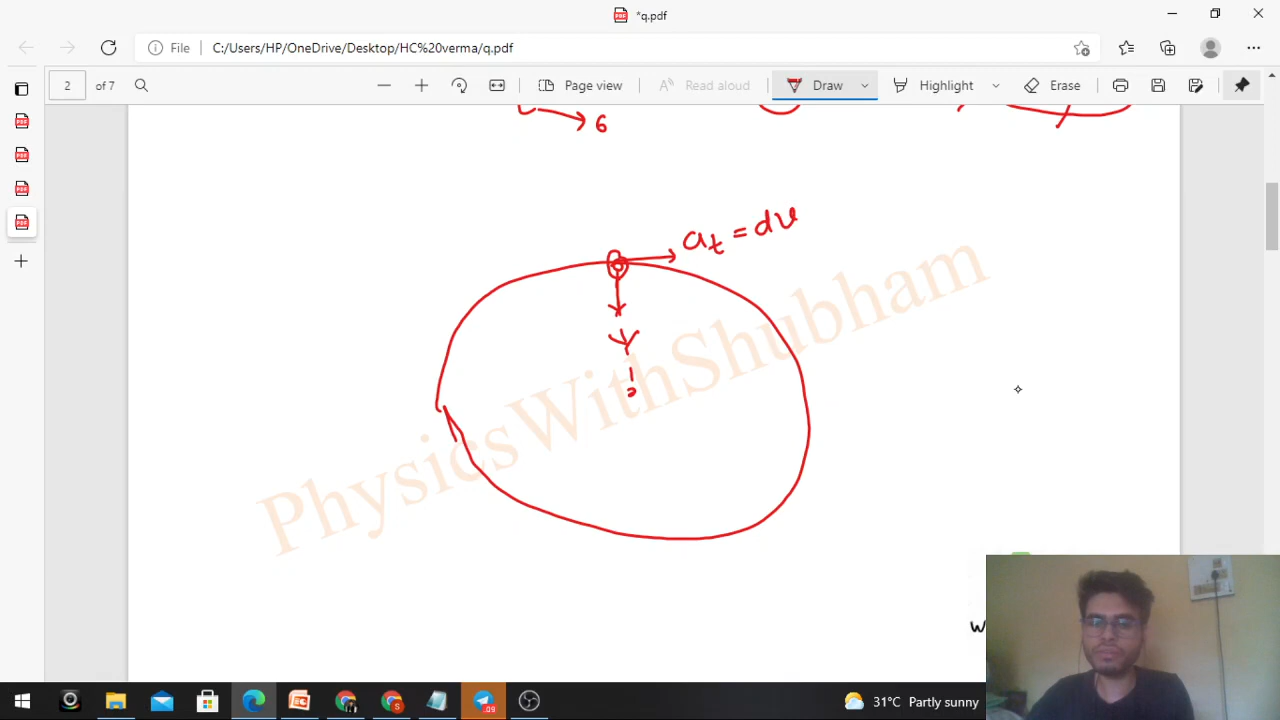 *q.pdf
File C:/Users/HP/OneDrive/Desktop/HC%20verma/q.pdf
2 of 7 Page view Read aloud Draw Highlight Erase
6
at = dv
PhysicsWithShubham
W
31°C Partly sunny